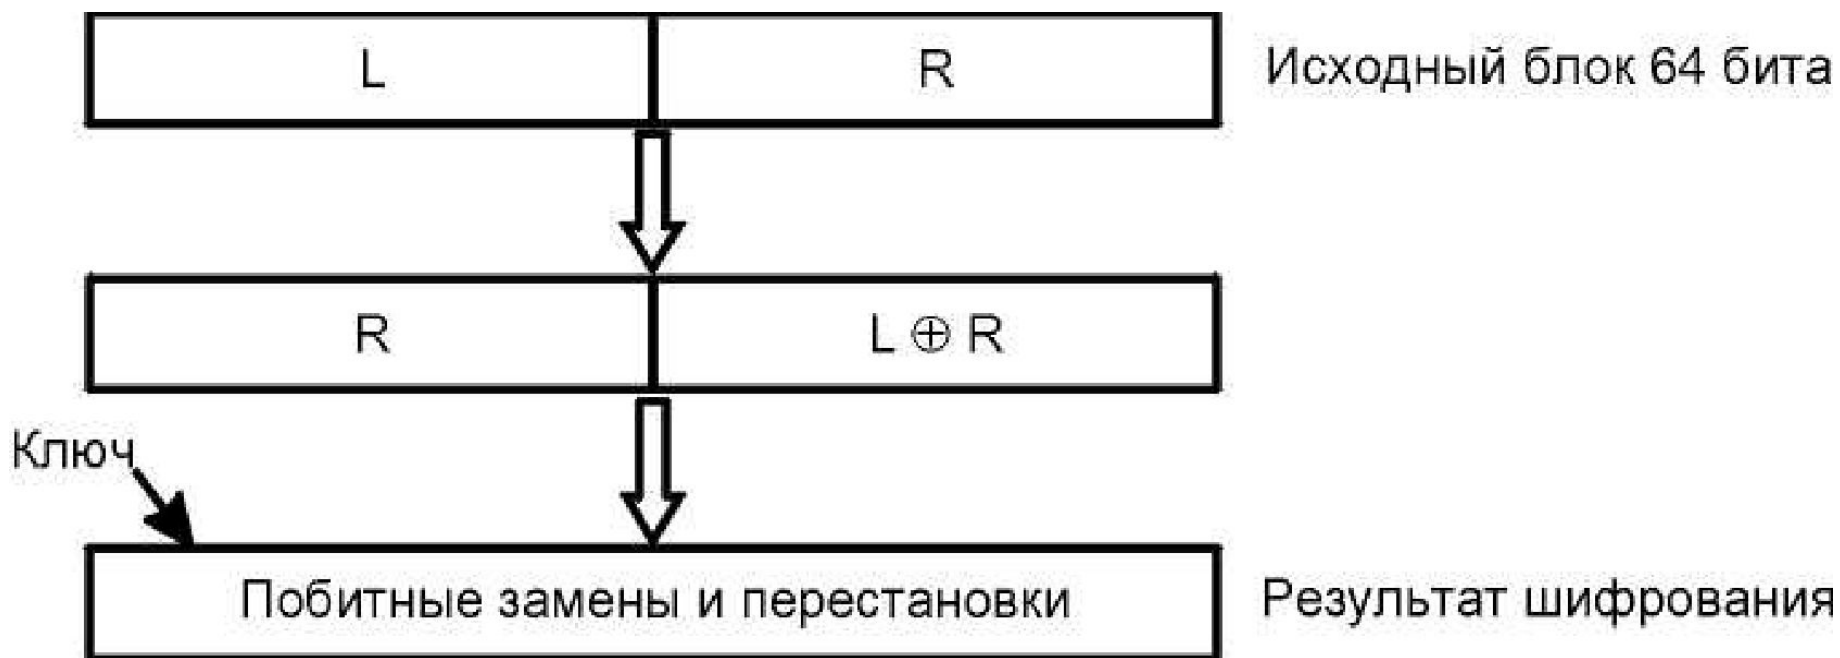 L R Исходный блок 64 бита
R L ⊕ R
Ключ
Побитные замены и перестановки Результат шифрования